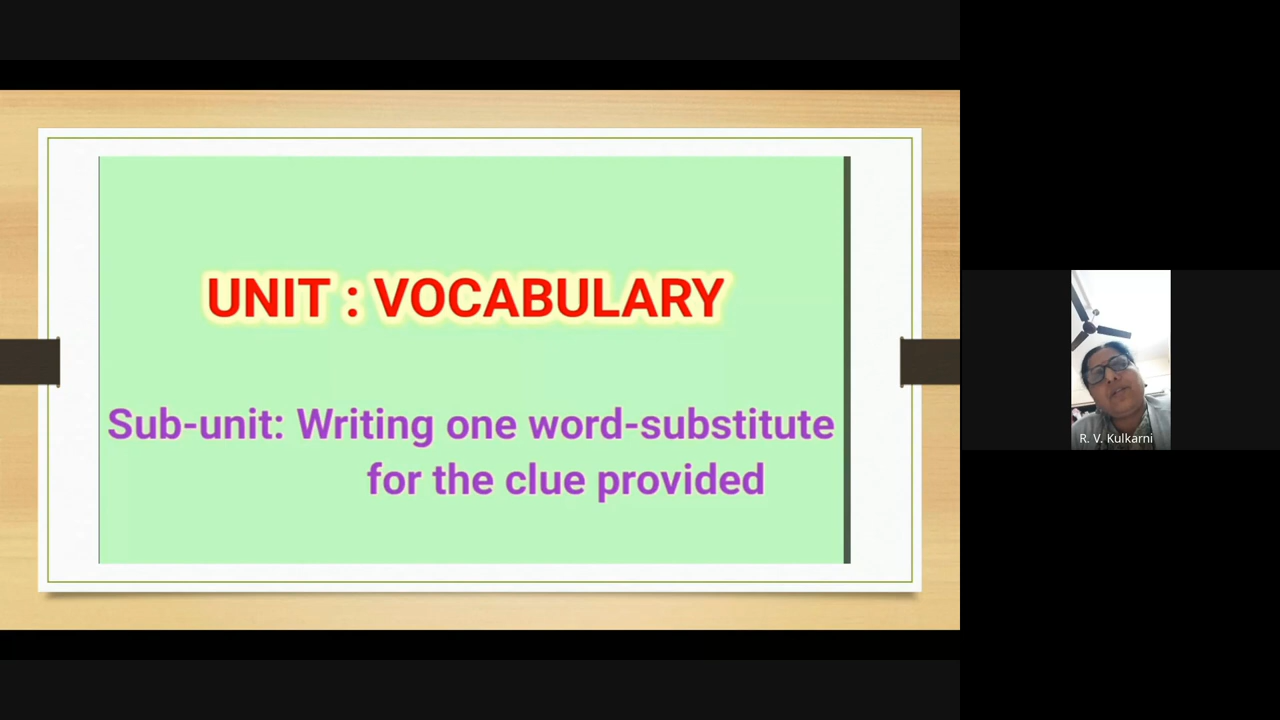 UNIT : VOCABULARY
Sub-unit: Writing one word-substitute
for the clue provided
R. V. Kulkarni